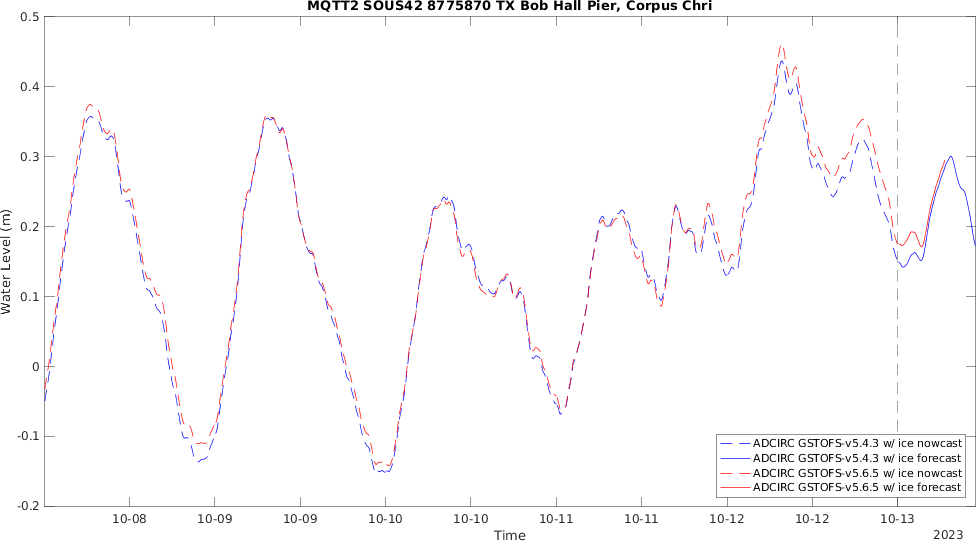 MQTT2 SOUS42 8775870 TX Bob Hall Pier, Corpus Chri
0.5
0.4
0.3
0.2
0.1
0
-0.1
-0.2
Water Level (m)
ADCIRC GSTOFS-v5.4.3 w/ ice nowcast
ADCIRC GSTOFS-v5.4.3 w/ ice forecast
ADCIRC GSTOFS-v5.6.5 w/ ice nowcast
ADCIRC GSTOFS-v5.6.5 w/ ice forecast
10-08 10-09 10-09 10-10 10-10 10-11 10-11 10-12 10-12 10-13
Time
2023